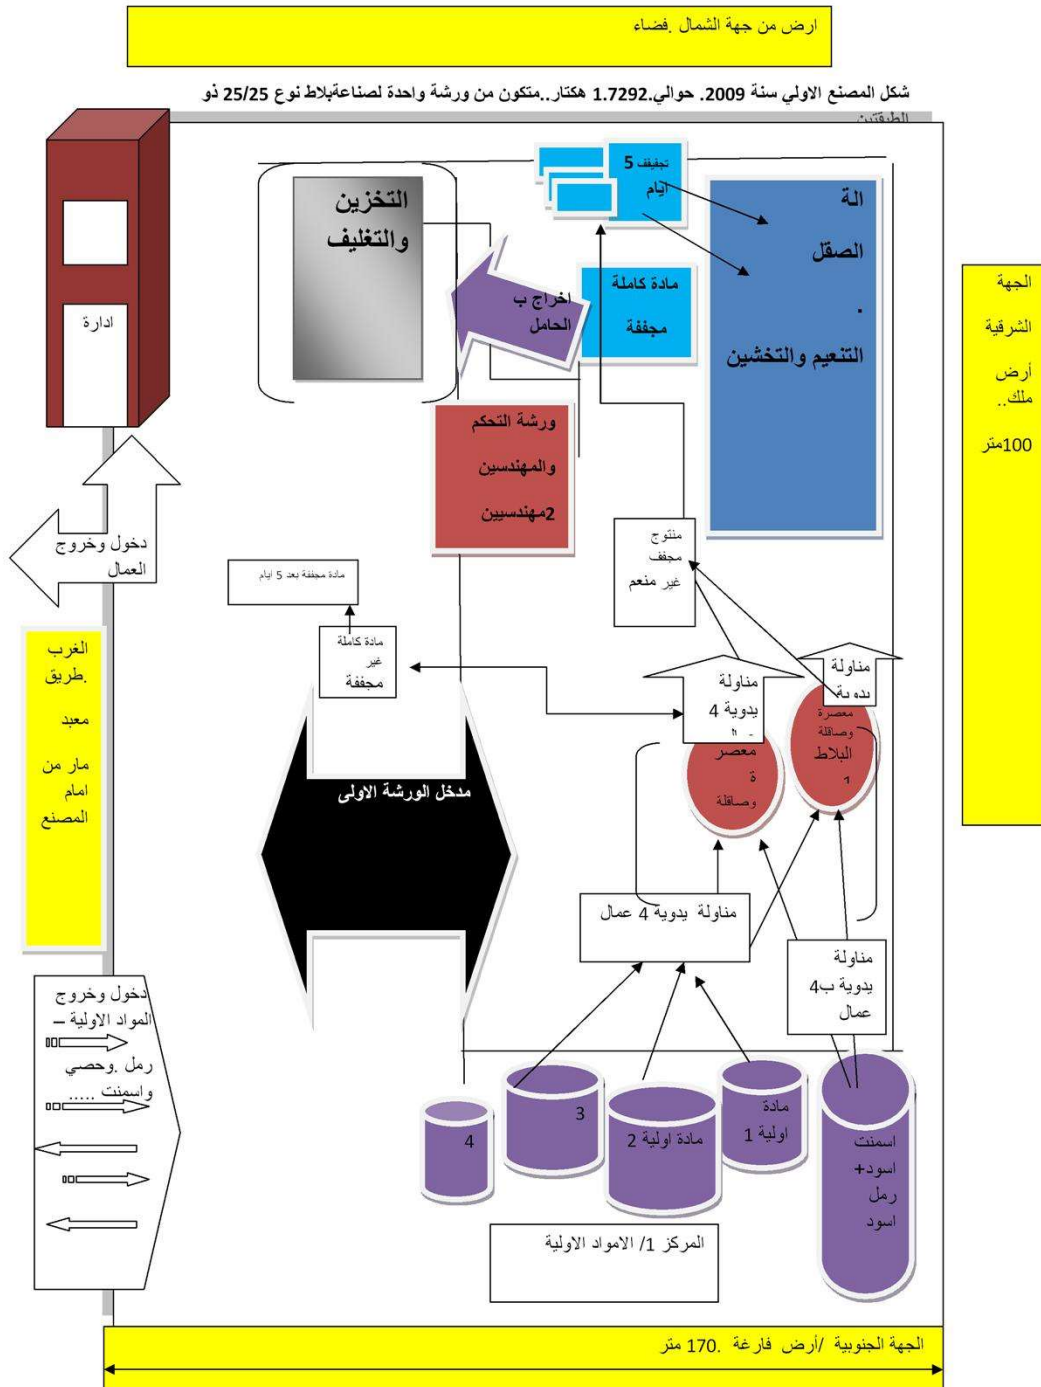 ارض من جهة الشمال .فضاء
شكل المصنع الاولي سنة 2009. حوالي.1.7292 هكتار..متكون من ورشة واحدة لصناعةبلاط نوع 25/25 ذو
الطبقتين
تجفيفف 5
ايام
الة
الصقل
.
التنعيم والتخشين
التخزين
والتغليف
مادة كاملة
مجففة
اخراج ب
الحامل
ادارة
الجهة
الشرقية
أرض
ملك..
100متر
ورشة التحكم
والمهندسين
2مهندسيين
دخول وخروج
العمال
منتوج
مجفف
غير منعم
مادة مجففة بعد 5 ايام
مادة كاملة
غير
مجففة
الغرب
.طريق
معبد
مار من
امام
المصنع
مناولة
يدوية 4
مناولة
يدوية
معصرة
وصاقلة
البلاط
1
معصر
ة
وصاقلة
مدخل الورشة الاولى
مناولة يدوية 4 عمال
مناولة
يدوية ب4
عمال
دخول وخروج
المواد الاولية –
رمل .وحصي
واسمنت .....
4
3
مادة اولية 2
مادة
اولية 1
اسمنت
اسود+
رمل
اسود
المركز 1/ الامواد الاولية
الجهة الجنوبية /أرض فارغة .170 متر